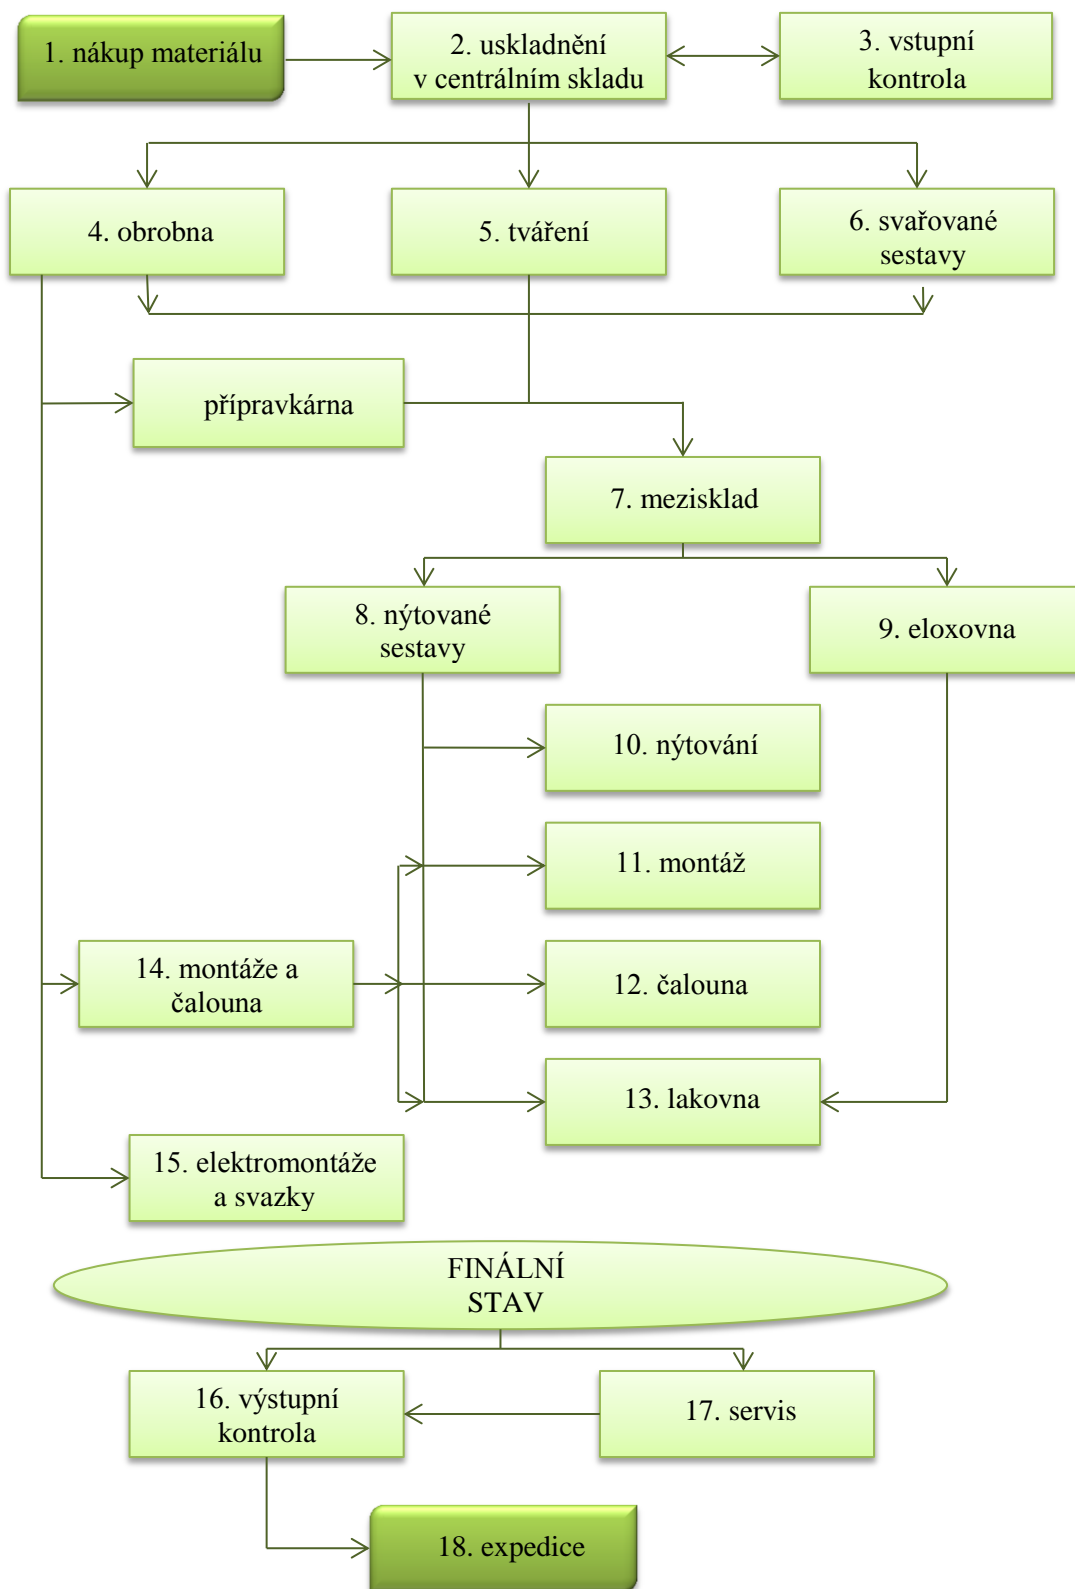 1. nákup materiálu
2. uskladnění
v centrálním skladu
3. vstupní
kontrola
4. obrobna
5. tváření
6. svařované
sestavy
přípravkárna
7. mezisklad
8. nýtované
sestavy
9. eloxovna
10. nýtování
11. montáž
14. montáže a
čalouna
12. čalouna
13. lakovna
15. elektromontáže
a svazky
FINÁLNÍ
STAV
16. výstupní
kontrola
17. servis
18. expedice